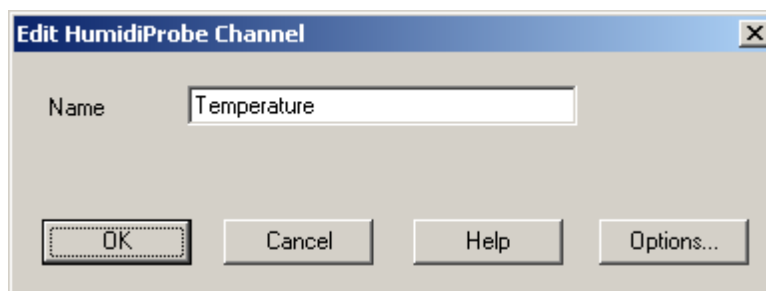 Edit HumidiProbe Channel
Name Temperature
OK Cancel Help Options...